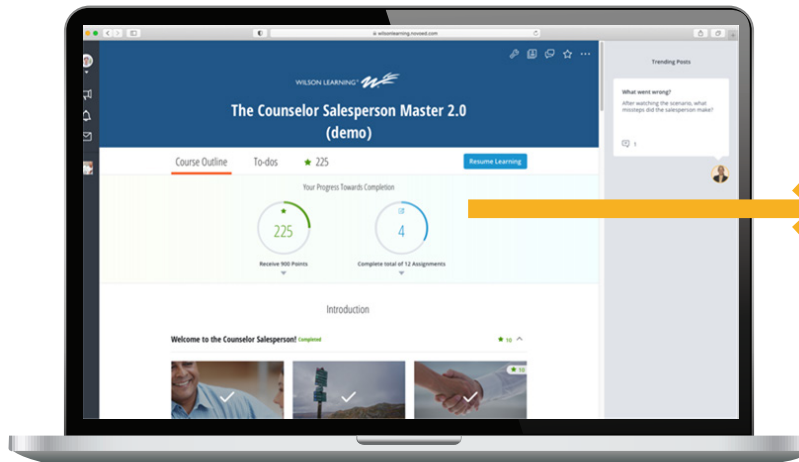 wilsonlearning.novoed.com
WILSON LEARNING
The Counselor Salesperson Master 2.0
(demo)
Course Outline
To-dos
225
Resume Learning
Your Progress Towards Completion
225
4
Receive 900 Points
Complete total of 12 Assignments
Introduction
Welcome to the Counselor Salesperson!
Completed
10
10
Trending Posts
What went wrong?
After watching the scenario, what
missteps did the salesperson make?
1